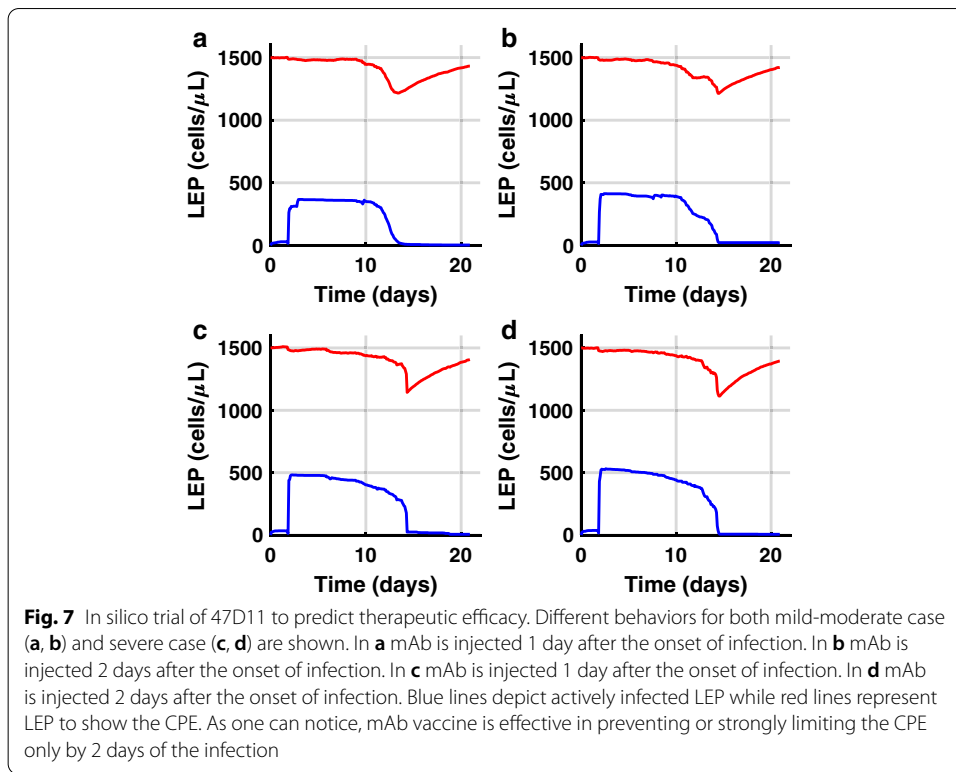 a
b
1500
1000
500
0
LEP (cells/μL)
0 10 20
Time (days)
1500
1000
500
0
LEP (cells/μL)
0 10 20
Time (days)
c
d
1500
1000
500
0
LEP (cells/μL)
0 10 20
Time (days)
1500
1000
500
0
LEP (cells/μL)
0 10 20
Time (days)
Fig. 7 In silico trial of 47D11 to predict therapeutic efficacy. Different behaviors for both mild-moderate case
(a, b) and severe case (c, d) are shown. In a mAb is injected 1 day after the onset of infection. In b mAb is
injected 2 days after the onset of infection. In c mAb is injected 1 day after the onset of infection. In d mAb
is injected 2 days after the onset of infection. Blue lines depict actively infected LEP while red lines represent
LEP to show the CPE. As one can notice, mAb vaccine is effective in preventing or strongly limiting the CPE
only by 2 days of the infection